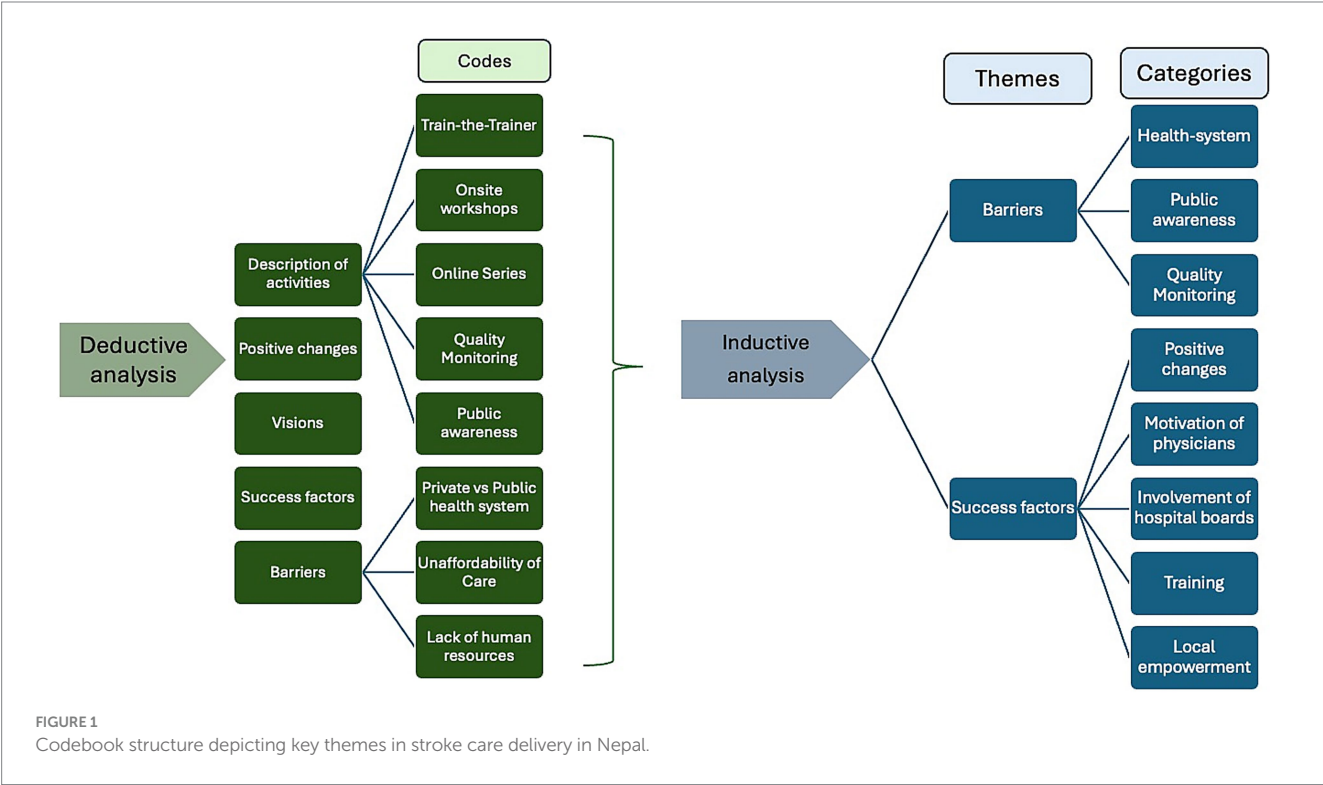 Codes
Train-the-Trainer
Onsite
workshops
Online Series
Quality
Monitoring
Public
awareness
Private vs Public
health system
Unaffordability of
Care
Lack of human
resources
Description of
activities
Positive changes
Visions
Success factors
Barriers
Deductive
analysis
Themes
Categories
Inductive
analysis
Barriers
Success factors
Health-system
Public
awareness
Quality
Monitoring
Positive
changes
Motivation of
physicians
Involvement of
hospital boards
Training
Local
empowerment
FIGURE 1
Codebook structure depicting key themes in stroke care delivery in Nepal.